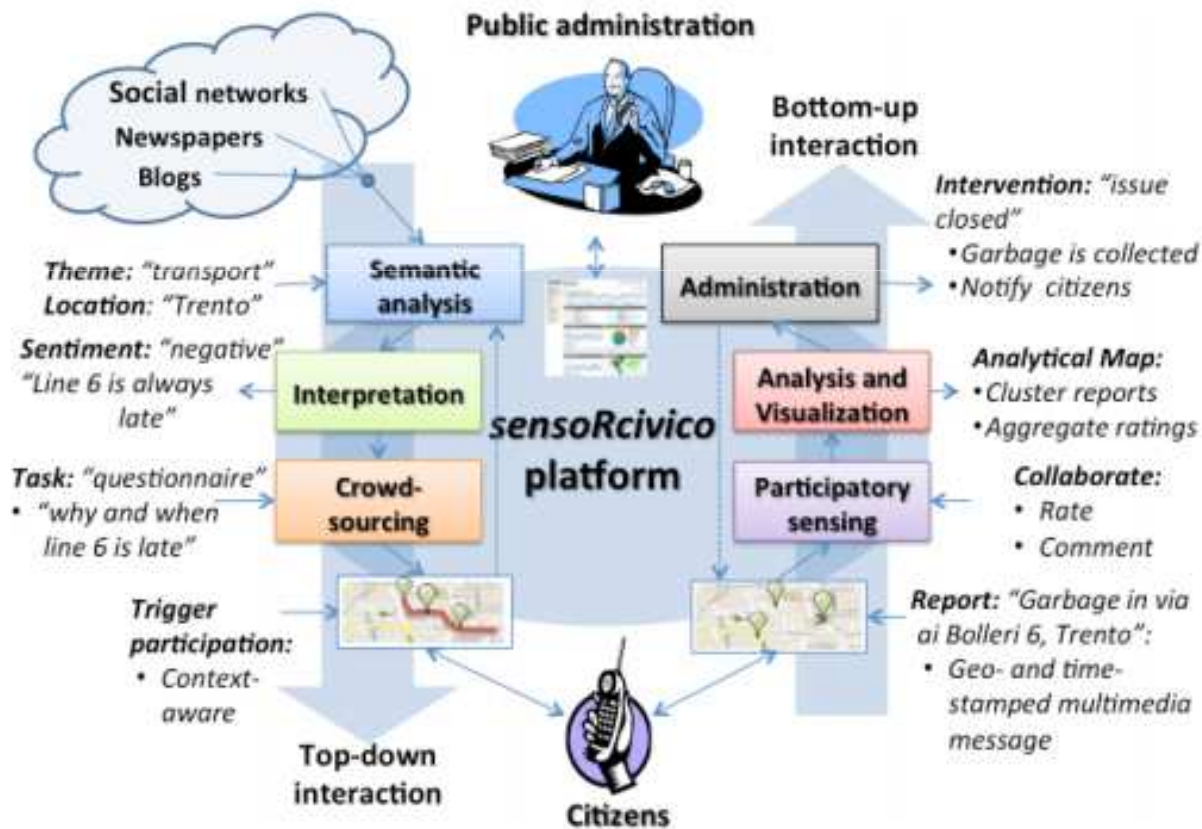 Public administration
Social networks
Newspapers
Blogs
Bottom-up
interaction
Theme: "transport"
Location: "Trento"
Semantic
analysis
Sentiment: "negative"
"Line 6 is always
late"
Interpretation
Task: "questionnaire"
• "why and when
line 6 is late"
Crowd-
sourcing
Trigger
participation:
• Context-
aware
Top-down
interaction
sensoRcivico
platform
Citizens
Administration
Intervention: "issue
closed"
•Garbage is collected
•Notify citizens
Analysis and
Visualization
Analytical Map:
•Cluster reports
•Aggregate ratings
Participatory
sensing
Collaborate:
• Rate
• Comment
Report: "Garbage in via
ai Bolleri 6, Trento":
• Geo- and time-
stamped multimedia
message